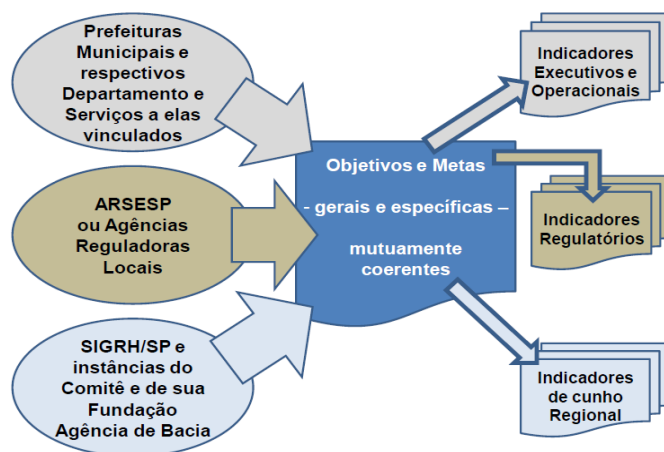 Prefeituras
Municipais e
respectivos
Departamento e
Serviços a elas
vinculados
ARSESP
ou Agências
Reguladoras
Locais
SIGRH/SP e
instâncias do
Comitê e de sua
Fundação
Agência de Bacia
Objetivos e Metas
- gerais e específicas –
mutuamente
coerentes
Indicadores
Executivos e
Operacionais
Indicadores
Regulatórios
Indicadores
de cunho
Regional